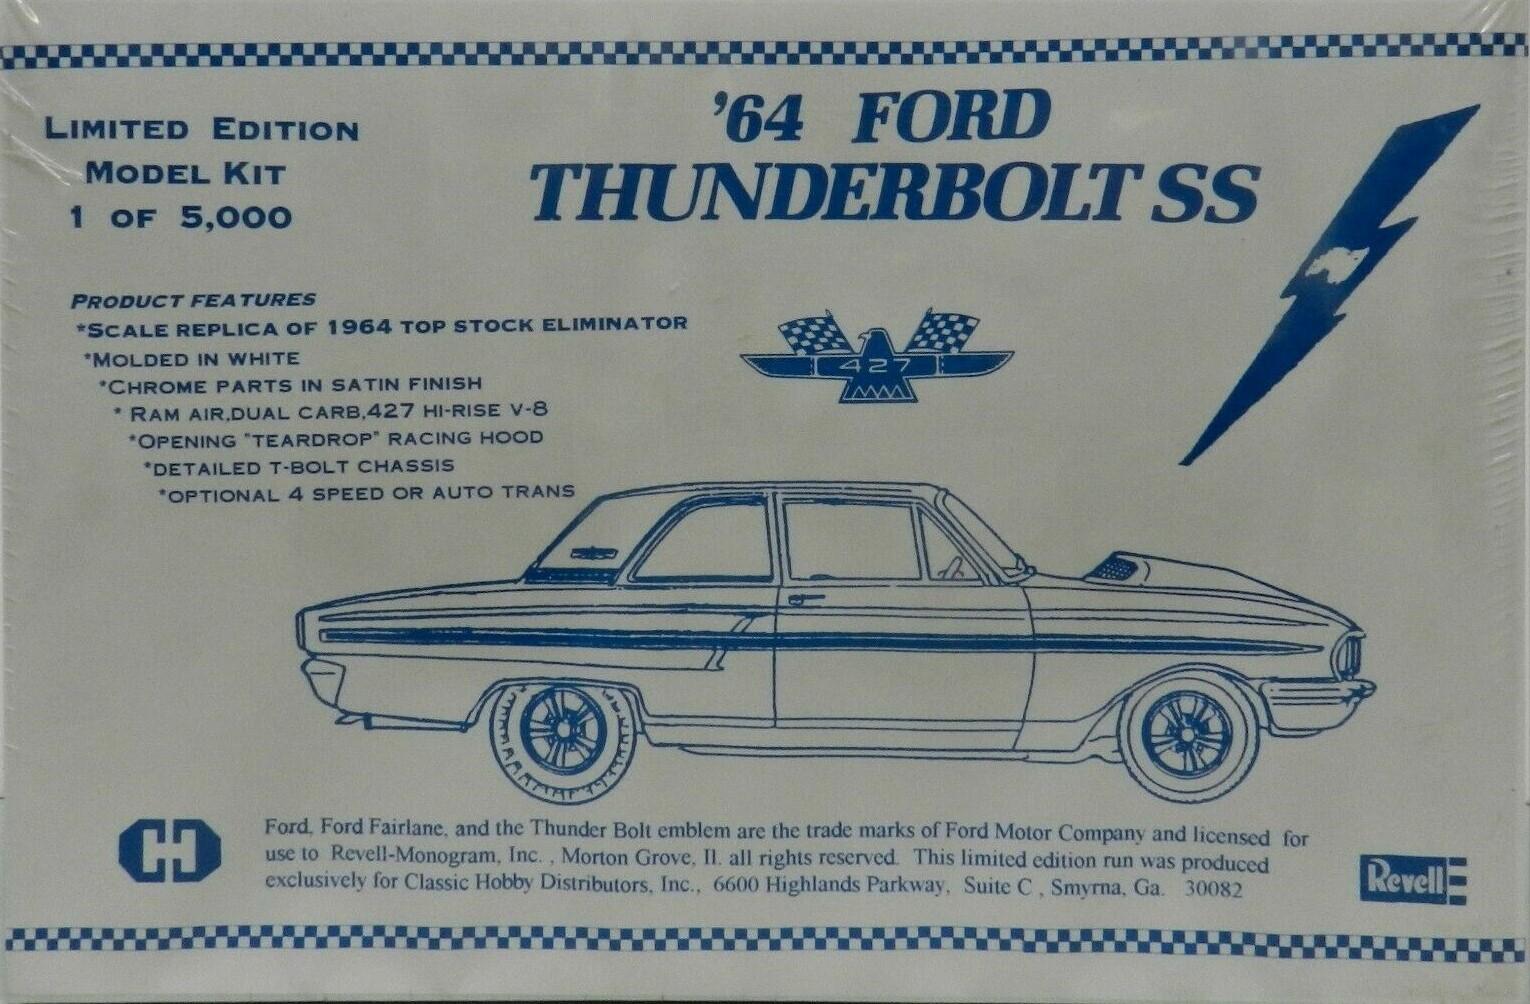 LIMITED EDITION
MODEL KIT
1 OF 5,000
'64 FORD
THUNDERBOLT SS
PRODUCT FEATURES
*SCALE REPLICA OF 1964 TOP STOCK ELIMINATOR
*MOLDED IN WHITE
*CHROME PARTS IN SATIN FINISH
* RAM AIR,DUAL CARB,427 HI-RISE V-8
*OPENING "TEARDROP" RACING HOOD
*DETAILED T-BOLT CHASSIS
*OPTIONAL 4 SPEED OR AUTO TRANS
427
Ford, Ford Fairlane, and the Thunder Bolt emblem are the trade marks of Ford Motor Company and licensed for
use to Revell-Monogram, Inc. , Morton Grove, Il. all rights reserved. This limited edition run was produced
exclusively for Classic Hobby Distributors, Inc., 6600 Highlands Parkway, Suite C , Smyrna, Ga. 30082
Revell